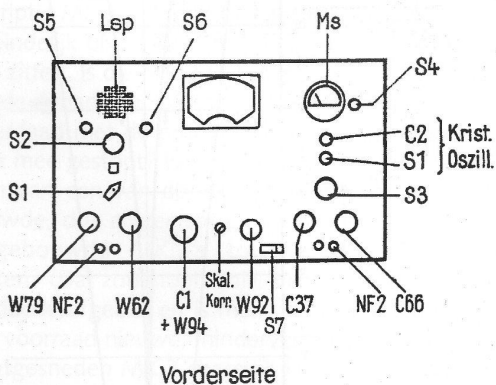 S5 Lsp S6 Ms
S4
S2
C2 Krist.
S1 Oszill.
S1
S3
Skal.
Korr.
W79 NF2 W62 C1 W92 C37 NF2 C66
+ W94
S7
Vorderseite